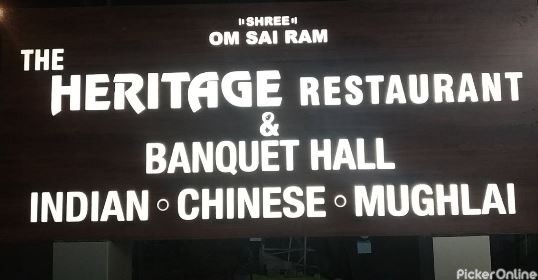 ॥SHREE॥
OM SAI RAM
THE
HERITAGE RESTAURANT
&
BANQUET HALL
INDIAN ◦ CHINESE ◦ MUGHLAI
PickerOnline